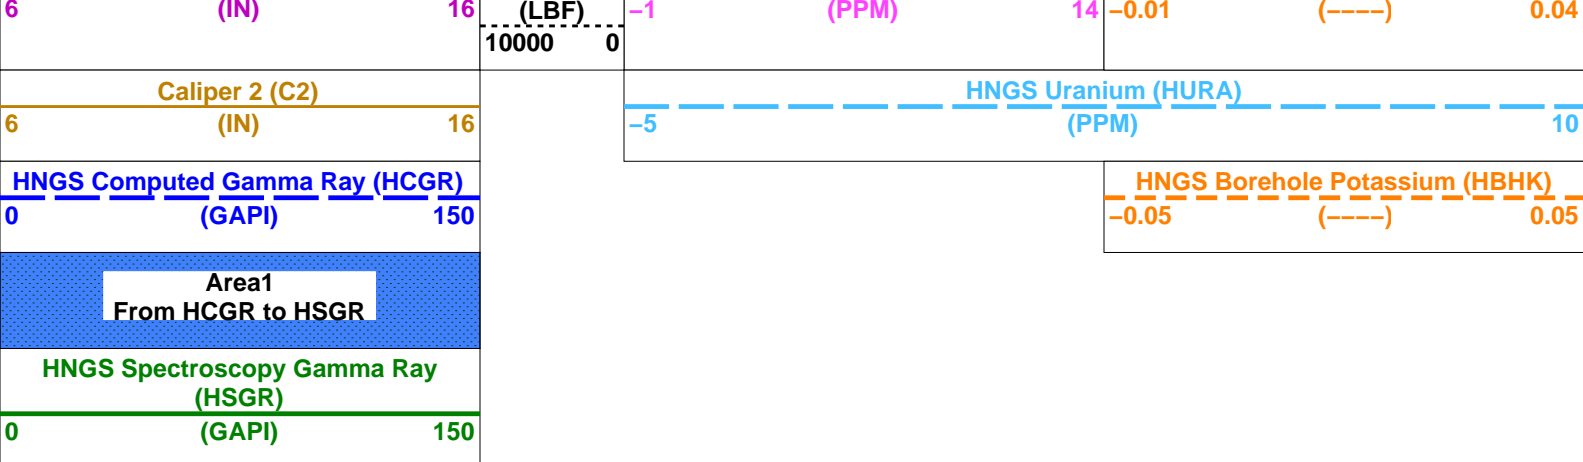 6 (IN) 16 (LBF) −1 (PPM) 14 −0.01 (−−−−) 0.04
10000 0
Caliper 2 (C2) HNGS Uranium (HURA)
6 (IN) 16 −5 (PPM) 10
HNGS Computed Gamma Ray (HCGR) HNGS Borehole Potassium (HBHK)
0 (GAPI) 150 −0.05 (−−−−) 0.05
Area1
From HCGR to HSGR
HNGS Spectroscopy Gamma Ray
(HSGR)
0 (GAPI) 150